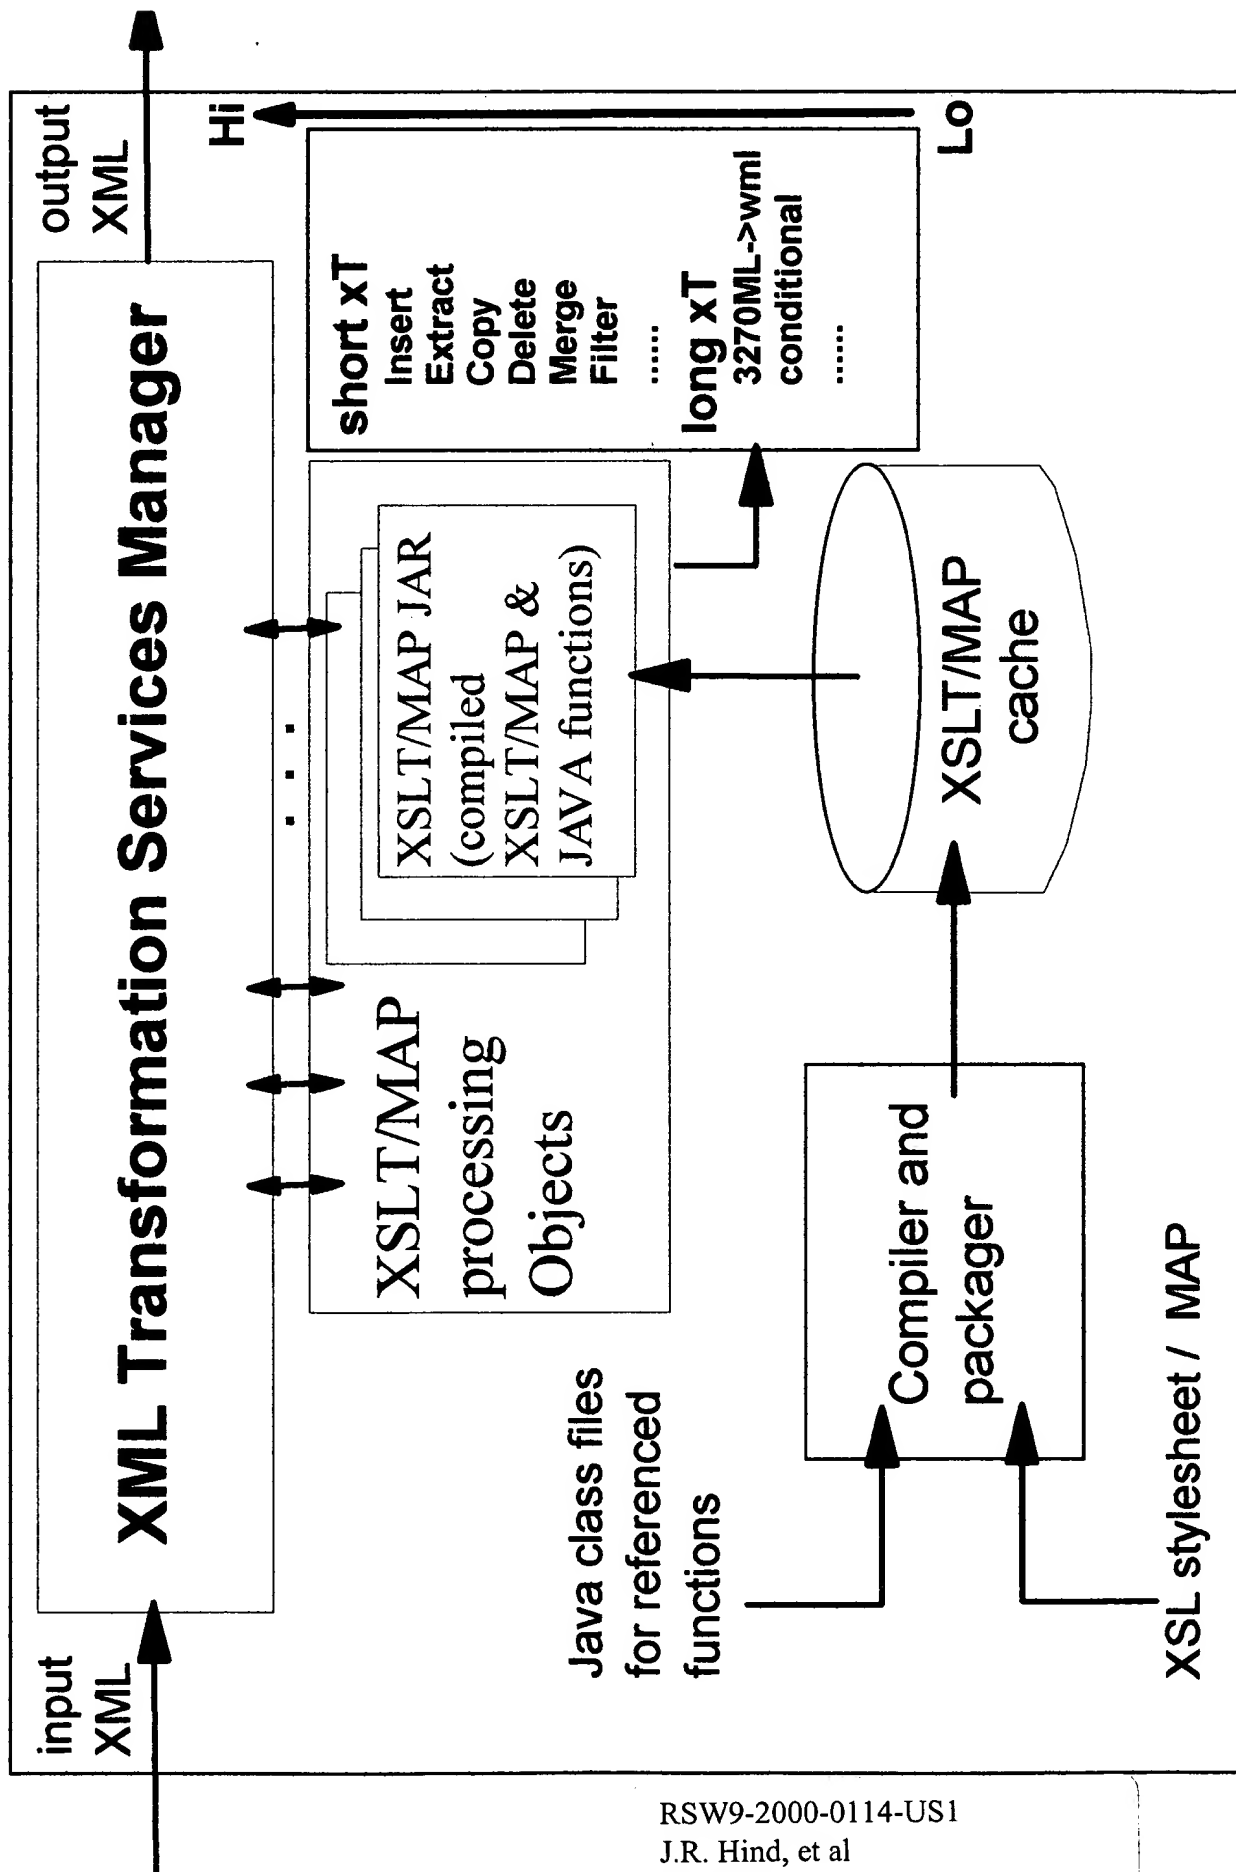 input
XML
output
XML
XML Transformation Services Manager
. . . .
XSLT/MAP
processing
Objects
XSLT/MAP JAR
(compiled
XSLT/MAP &
JAVA functions)
Hi
short xT
Insert
Extract
Copy
Delete
Merge
Filter
......
long xT
3270ML->wml
conditional
......
Lo
Java class files
for referenced
functions
Compiler and
packager
XSLT/MAP
cache
XSL stylesheet / MAP
RSW9-2000-0114-US1
J.R. Hind, et al